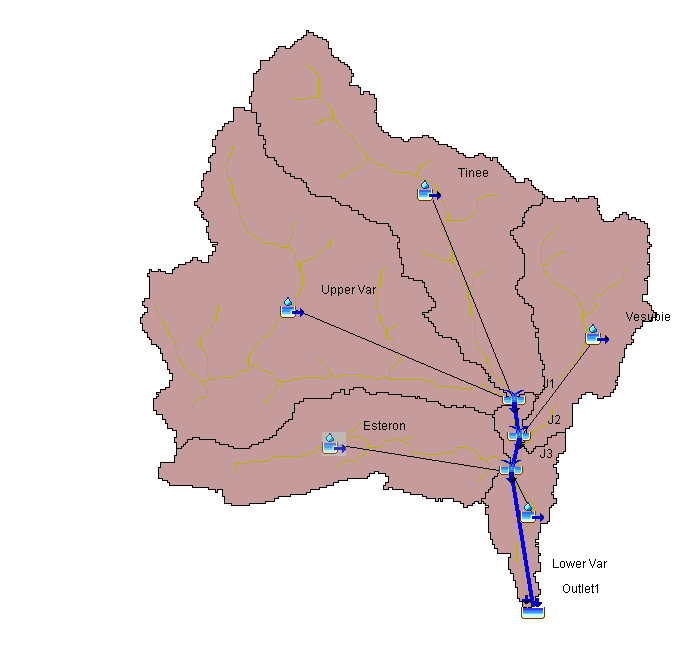 Tinee
Upper Var
Vesubie
J1
J2
Esteron
J3
Lower Var
Outlet1